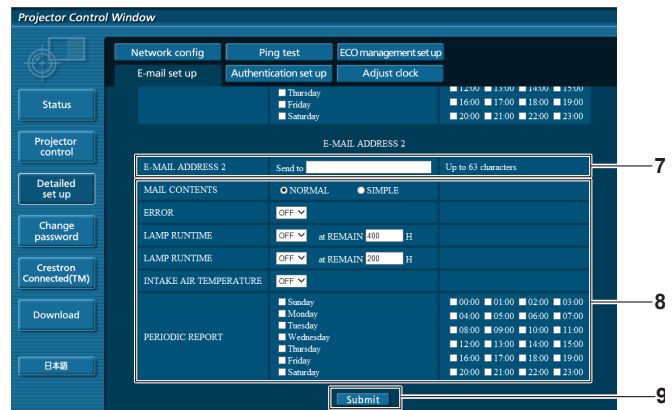 Projector Control Window
Network config Ping test ECO management set up
E-mail set up Authentication set up Adjust clock
Thursday 12:00 13:00 14:00 15:00
Friday 16:00 17:00 18:00 19:00
Saturday 20:00 21:00 22:00 23:00
Status
Projector control
Detailed set up
Change password
Crestron Connected(TM)
Download
日本語
E-MAIL ADDRESS 2
E-MAIL ADDRESS 2 Send to Up to 63 characters 7
MAIL CONTENTS NORMAL SIMPLE
ERROR OFF
LAMP RUNTIME OFF at REMAIN 400 H
LAMP RUNTIME OFF at REMAIN 200 H
INTAKE AIR TEMPERATURE OFF
8
PERIODIC REPORT
Sunday 00:00 01:00 02:00 03:00
Monday 04:00 05:00 06:00 07:00
Tuesday 08:00 09:00 10:00 11:00
Wednesday 12:00 13:00 14:00 15:00
Thursday 16:00 17:00 18:00 19:00
Friday 20:00 21:00 22:00 23:00
Saturday
Submit 9